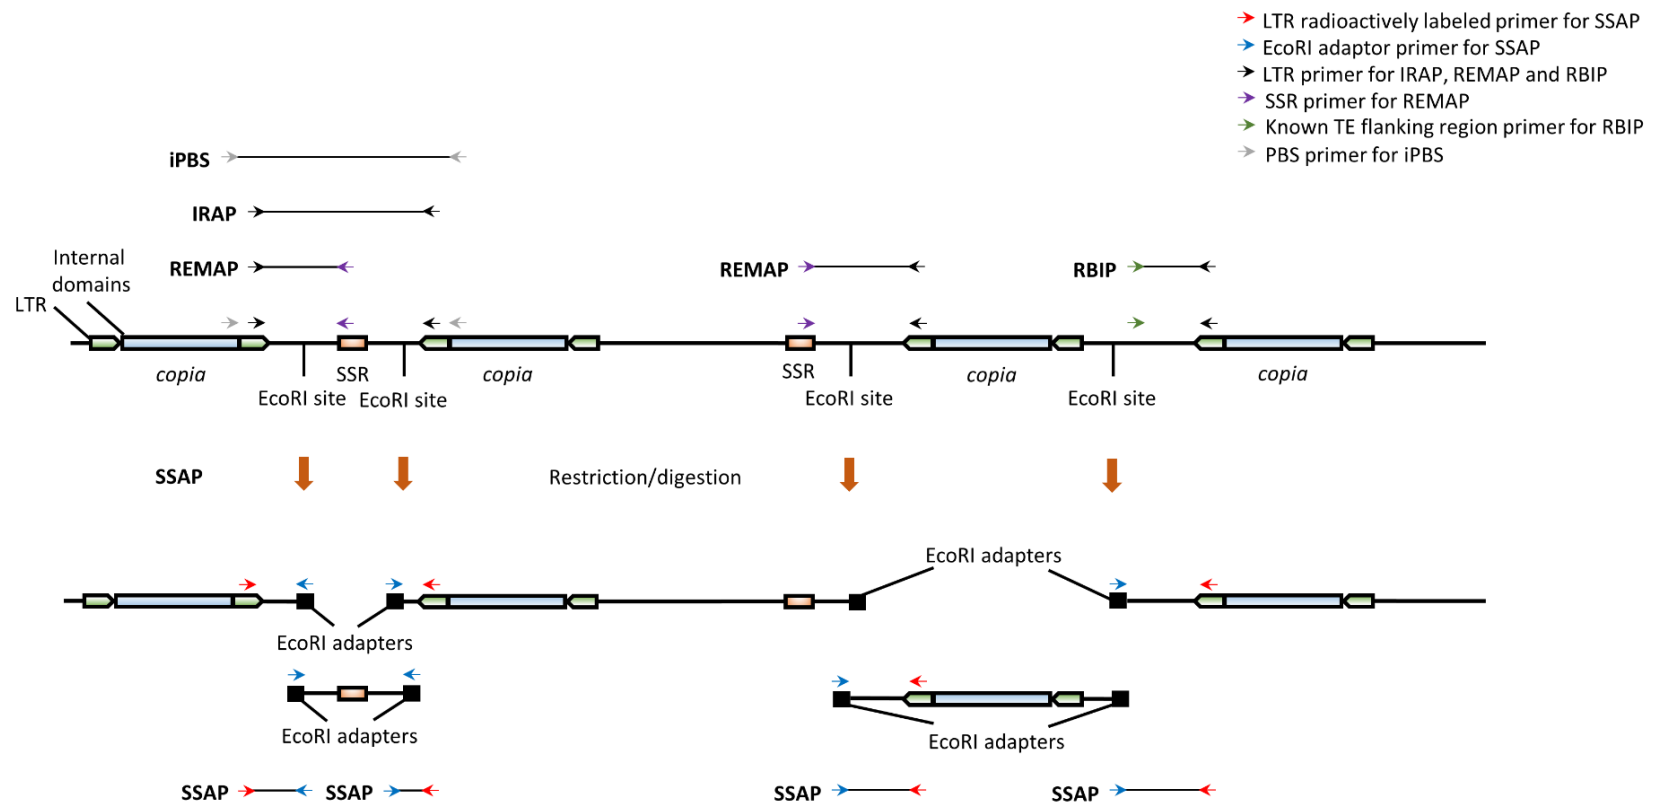 LTR radioactively labeled primer for SSAP
EcoRI adaptor primer for SSAP
LTR primer for IRAP, REMAP and RBIP
SSR primer for REMAP
Known TE flanking region primer for RBIP
PBS primer for iPBS
iPBS
IRAP
REMAP
REMAP
RBIP
Internal
domains
LTR
copia
SSR
copia
SSR
copia
copia
EcoRI site
EcoRI site
EcoRI site
EcoRI site
SSAP
Restriction/digestion
EcoRI adapters
EcoRI adapters
EcoRI adapters
EcoRI adapters
SSAP
SSAP
SSAP
SSAP